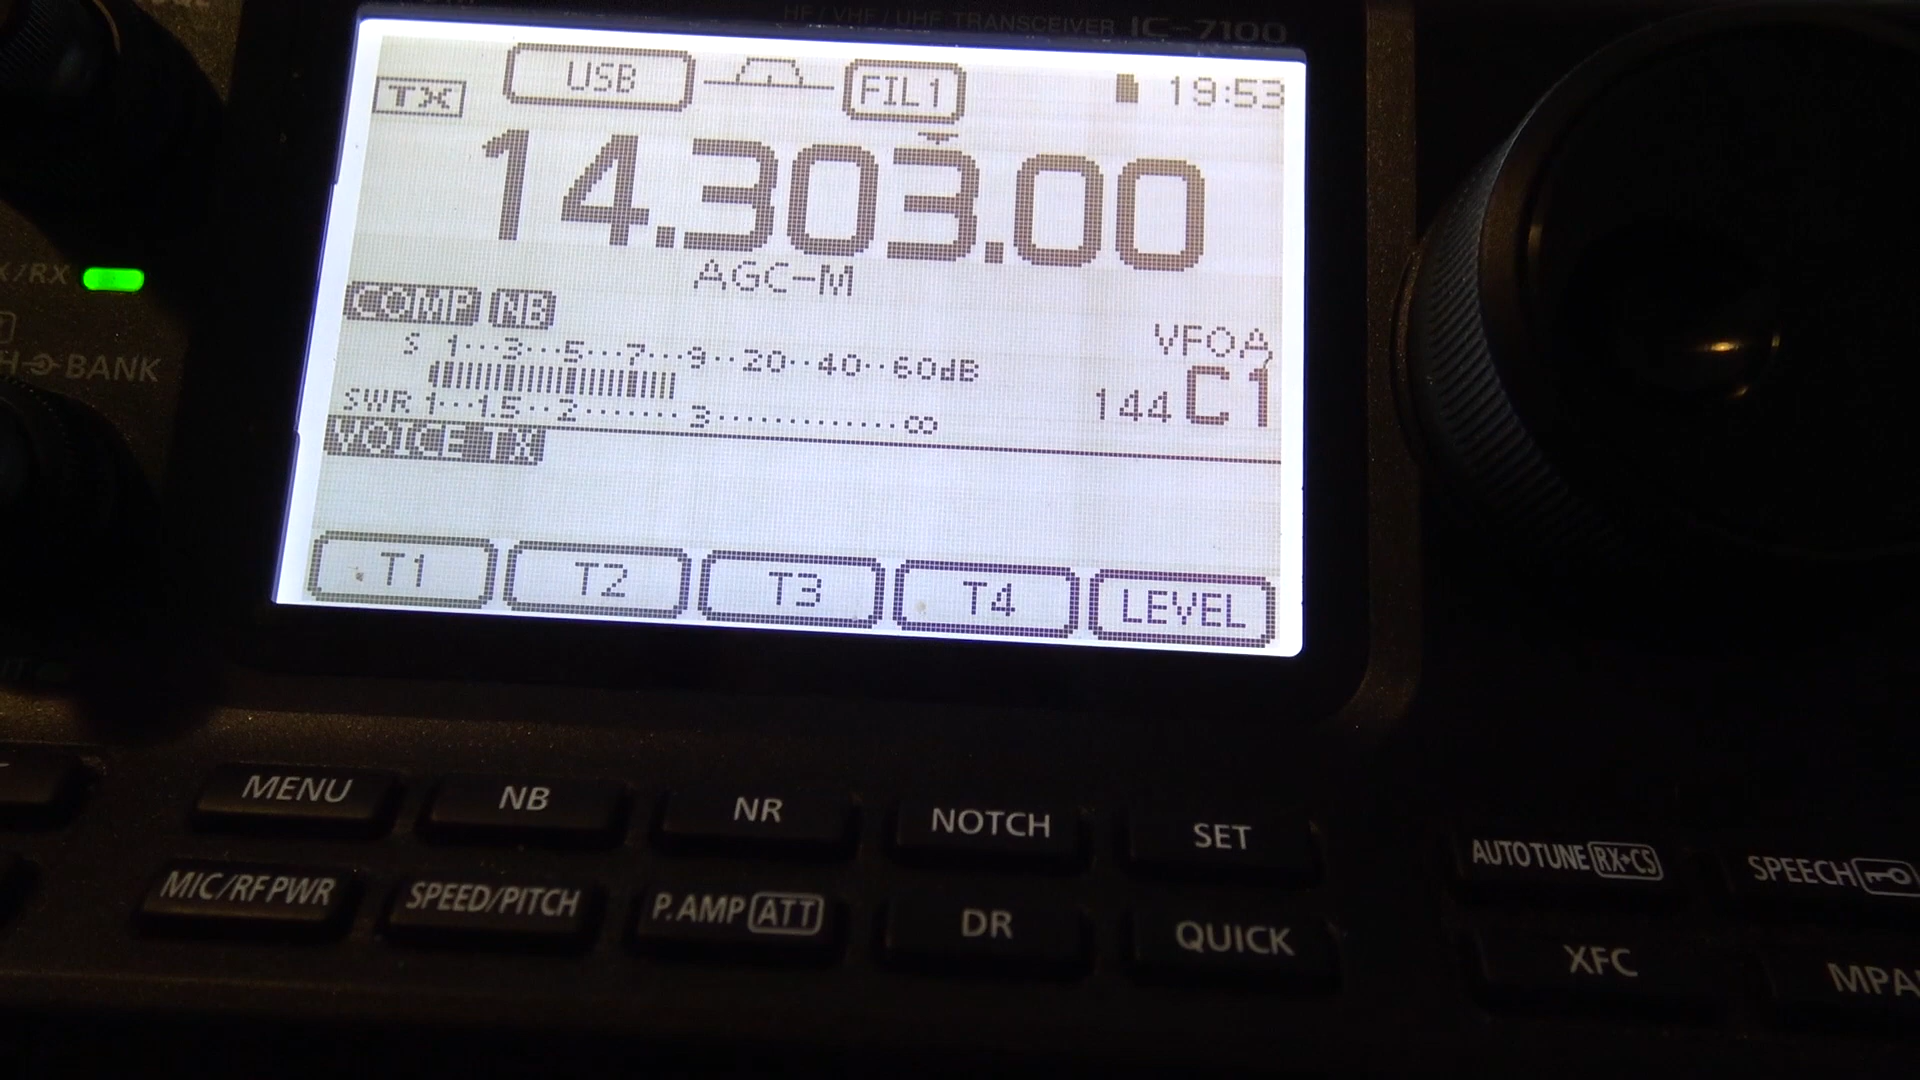 HF / VHF / UHF TRANSCEIVER IC-7100
TX USB FIL1 19:53
14.303.00
AGC-M
COMP NB
S 1···3···5···7···9··20··40··60dB
VFOA
SWR 1···1.5··2·······3············∞
144 C1
VOICE TX
T1 T2 T3 T4 LEVEL
X/RX
BANK
MENU NB NR NOTCH SET
AUTOTUNE RX→CS SPEECH
MIC/RF PWR SPEED/PITCH P.AMP ATT DR QUICK
XFC